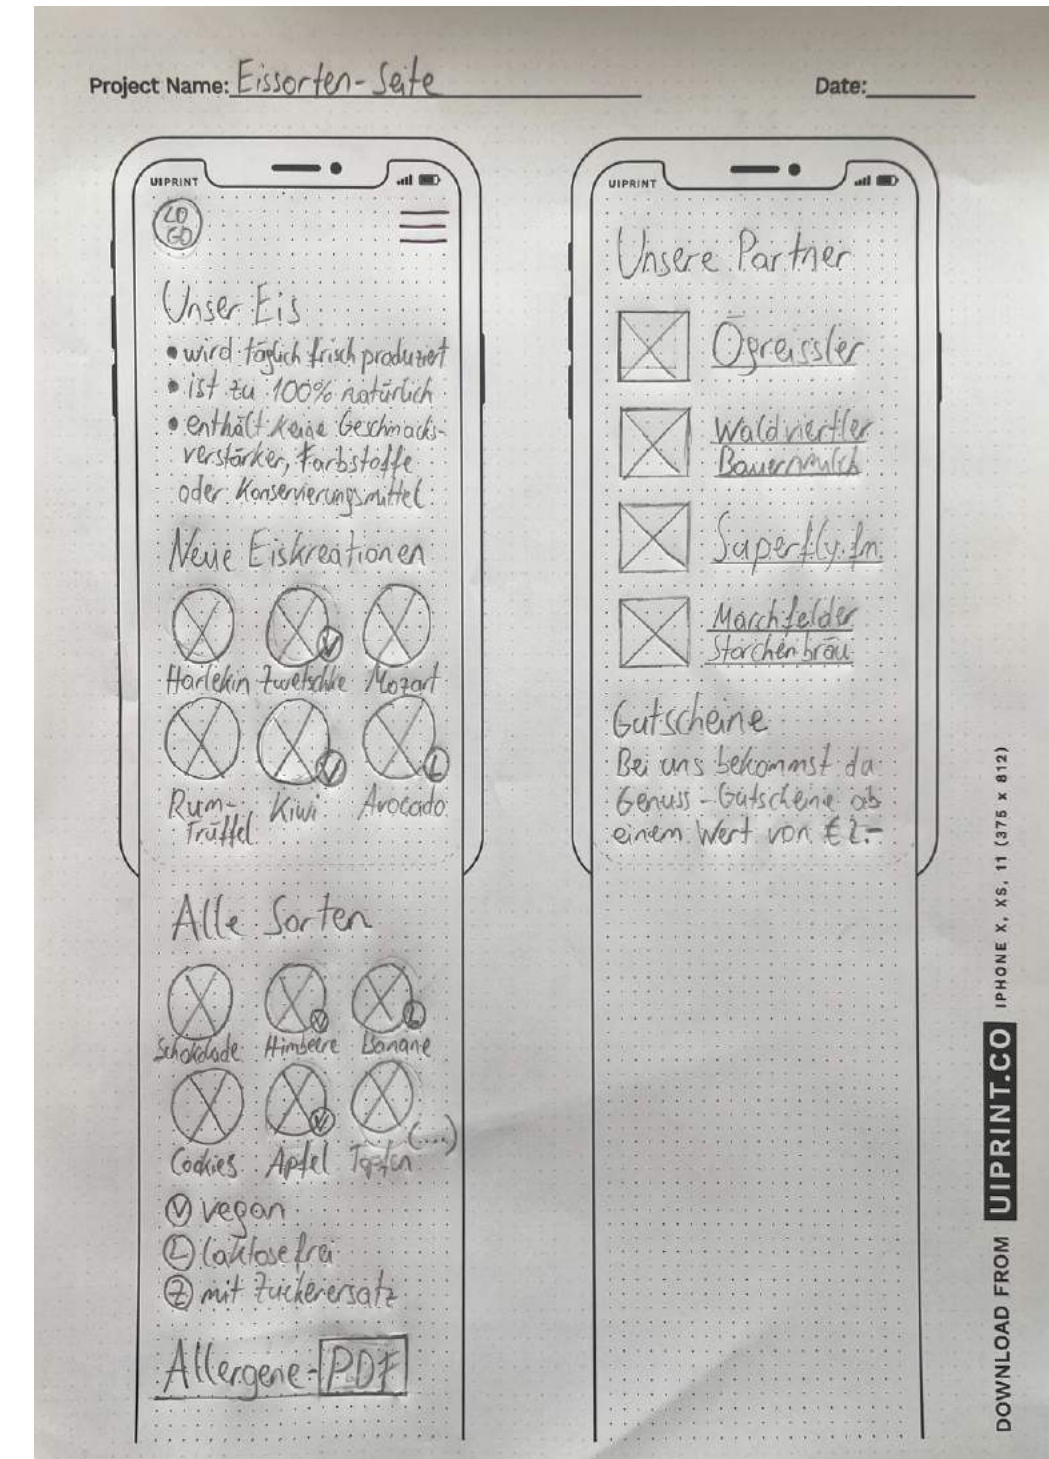 Project Name: Eissorten-Seite
Date:
UIPRINT
LO
GO
Unser Eis
• wird täglich frisch produziert
• ist zu 100% natürlich
• enthält keine Geschmacks-
verstärker, Farbstoffe
oder Konservierungsmittel
Neue Eiskreationen
V
Harlekin Zwetschke Mozart
V L
Rum- Kiwi Avocado
Trüffel
Alle Sorten
V L
Schokolade Himbeere Banane
V
(....)
Cookies Apfel Topfen
V vegan
L laktosefrei
Z mit Zuckerersatz
Allergene-PDF
UIPRINT
Unsere Partner
Ögreissler
Waldviertler
Bauernmilch
Superfly.fm
Marchfelder
Storchenbräu
Gutscheine
Bei uns bekommst du
Genuss-Gutscheine ab
einem Wert von € 2.-
DOWNLOAD FROM UIPRINT.CO IPHONE X, XS, 11 (375 x 812)